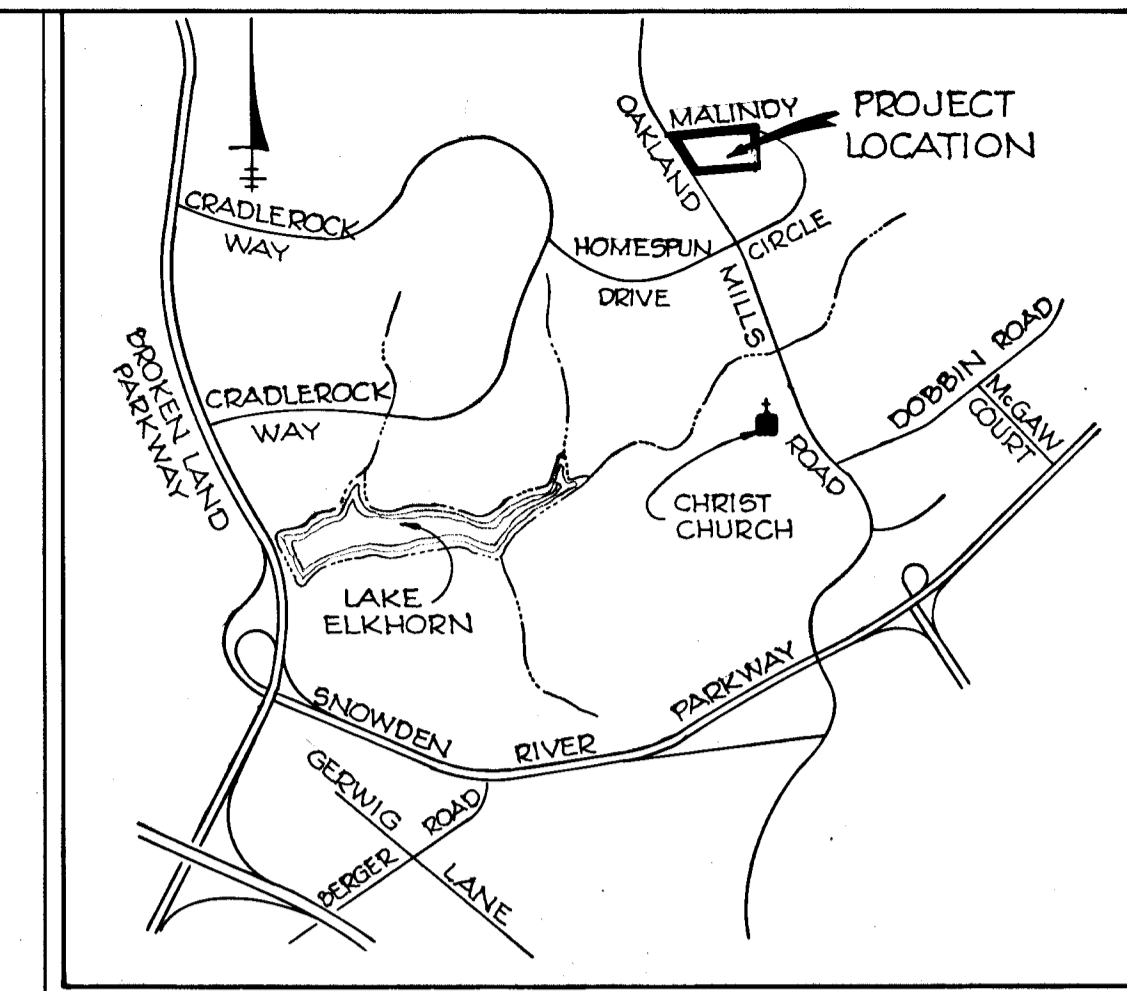 OAKLAND
MALINDY
PROJECT
LOCATION
CRADLEROCK
WAY
HOMESPUN
DRIVE
CIRCLE
MILLS
BROKEN LAND
PARKWAY
CRADLEROCK
WAY
DOBBIN ROAD
McGAW
COURT
ROAD
CHRIST
CHURCH
LAKE
ELKHORN
SNOWDEN
RIVER
PARKWAY
GERWIG
LANE
BERGER
ROAD